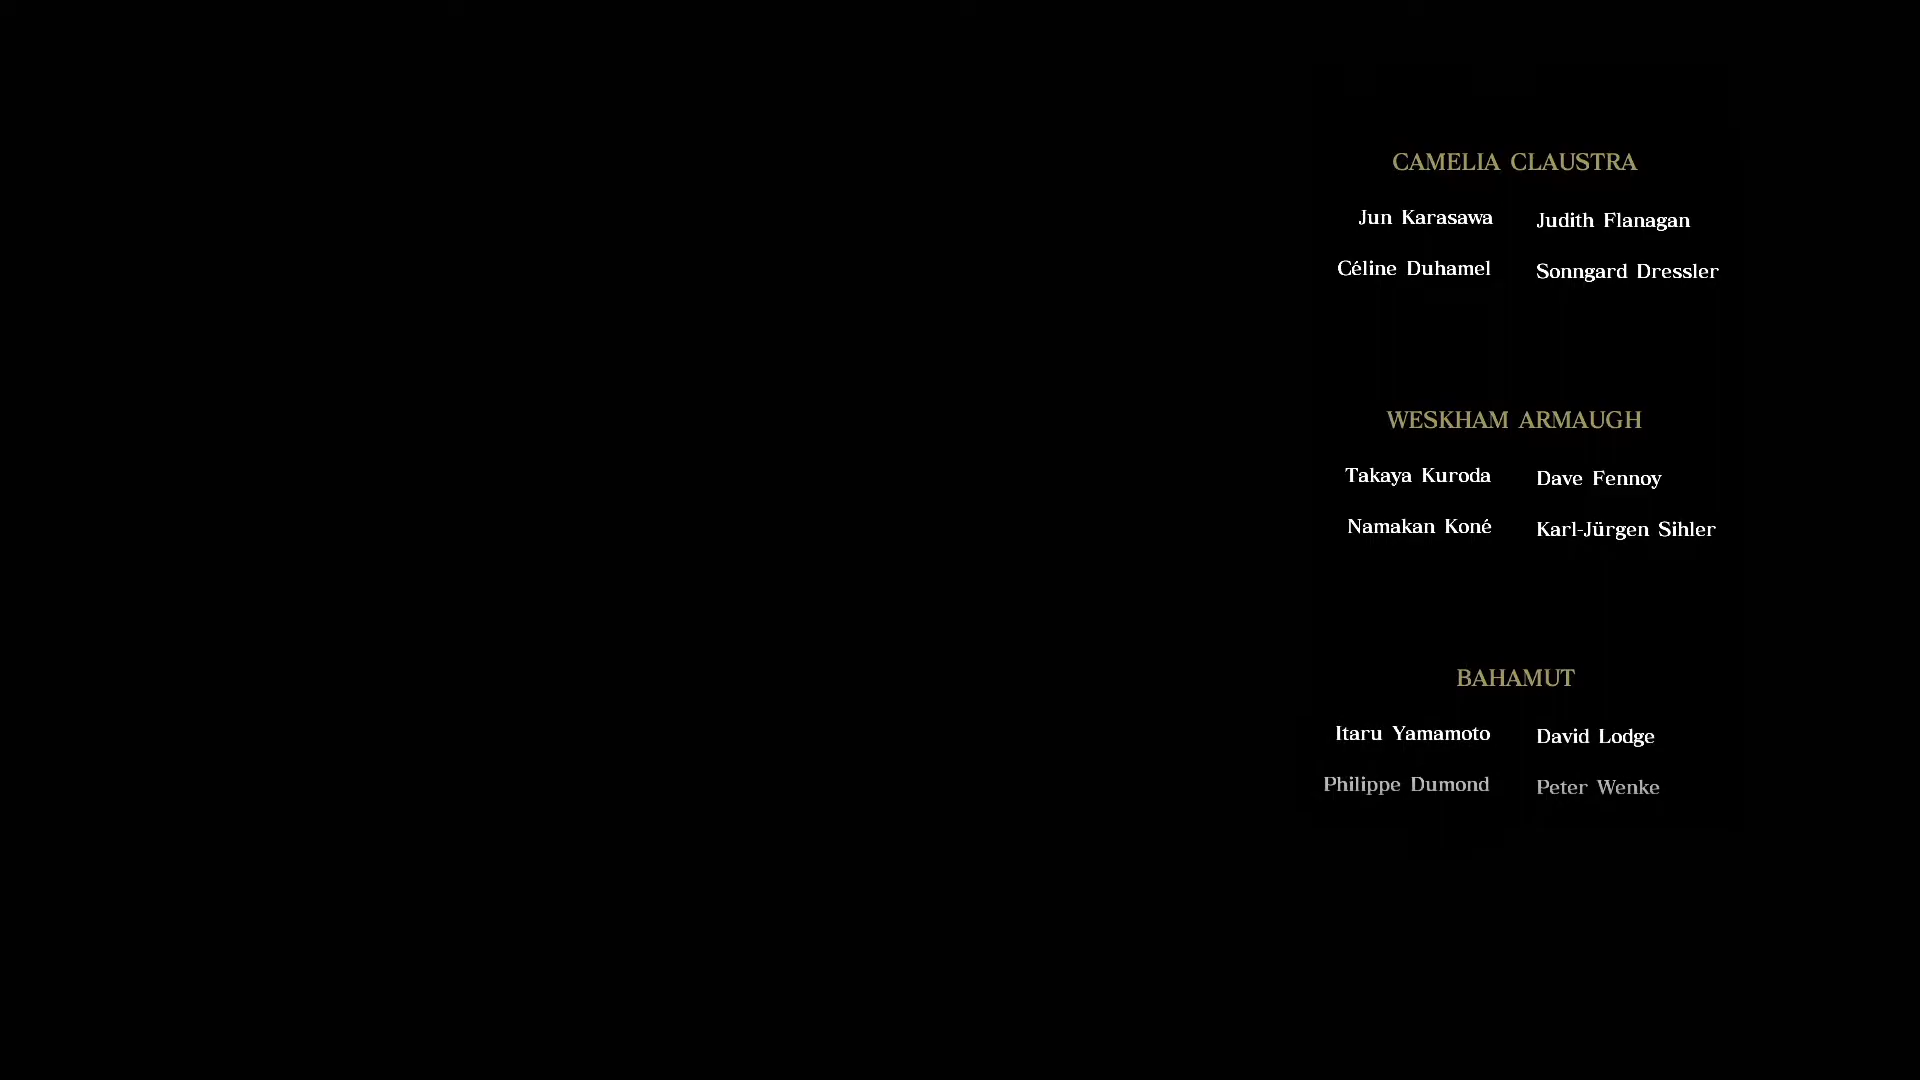 CAMELIA CLAUSTRA
Jun Karasawa Judith Flanagan
Céline Duhamel Sonngard Dressler
WESKHAM ARMAUGH
Takaya Kuroda Dave Fennoy
Namakan Koné Karl-Jürgen Sihler
BAHAMUT
Itaru Yamamoto David Lodge
Philippe Dumond Peter Wenke